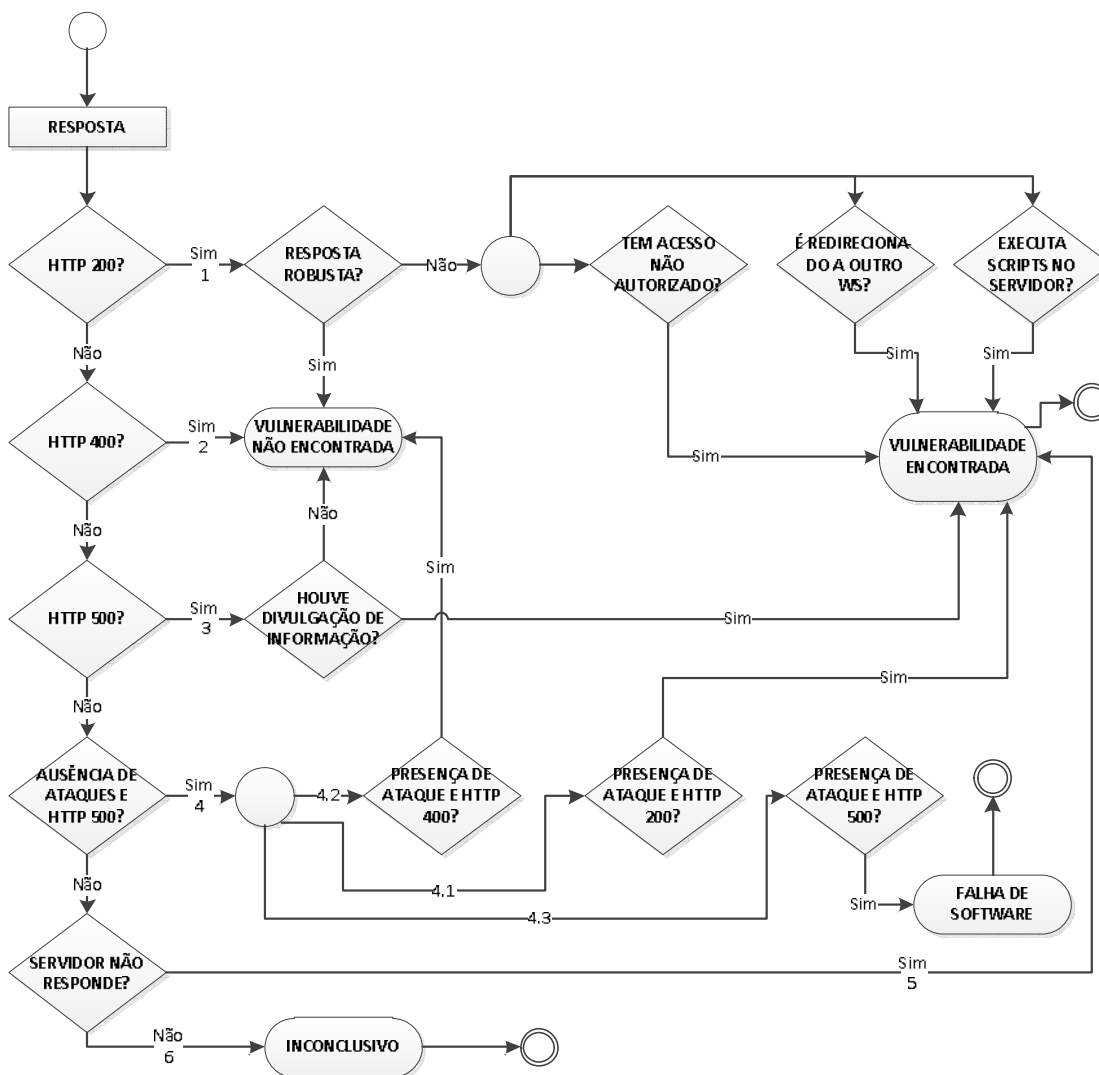 RESPOSTA
HTTP 200?
Sim
1
RESPOSTA
ROBUSTA?
Não
TEM ACESSO
NÃO
AUTORIZADO?
É REDIRECIONA-
DO A OUTRO
WS?
EXECUTA
SCRIPTS NO
SERVIDOR?
Não
Sim
Sim
Sim
HTTP 400?
Sim
2
VULNERABILIDADE
NÃO ENCONTRADA
Sim
VULNERABILIDADE
ENCONTRADA
Não
Não
Sim
HTTP 500?
Sim
3
HOUVE
DIVULGAÇÃO DE
INFORMAÇÃO?
Sim
Não
Sim
AUSÊNCIA DE
ATAQUES E
HTTP 500?
Sim
4
4.2
PRESENÇA DE
ATAQUE E HTTP
400?
PRESENÇA DE
ATAQUE E HTTP
200?
PRESENÇA DE
ATAQUE E HTTP
500?
Não
4.1
4.3
Sim
FALHA DE
SOFTWARE
SERVIDOR NÃO
RESPONDE?
Sim
5
Não
6
INCONCLUSIVO